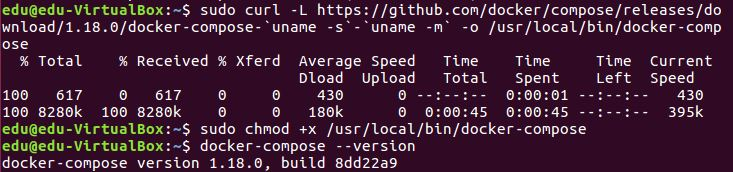 edu@edu-VirtualBox:~$ sudo curl -L https://github.com/docker/compose/releases/do
wnload/1.18.0/docker-compose-`uname -s`-`uname -m` -o /usr/local/bin/docker-comp
ose
  % Total    % Received % Xferd  Average Speed   Time    Time     Time  Current
                                 Dload  Upload   Total   Spent    Left  Speed
100   617    0   617    0     0    430      0 --:--:--  0:00:01 --:--:--   430
100 8280k  100 8280k    0     0   180k      0  0:00:45  0:00:45 --:--:--  395k
edu@edu-VirtualBox:~$ sudo chmod +x /usr/local/bin/docker-compose
edu@edu-VirtualBox:~$ docker-compose --version
docker-compose version 1.18.0, build 8dd22a9